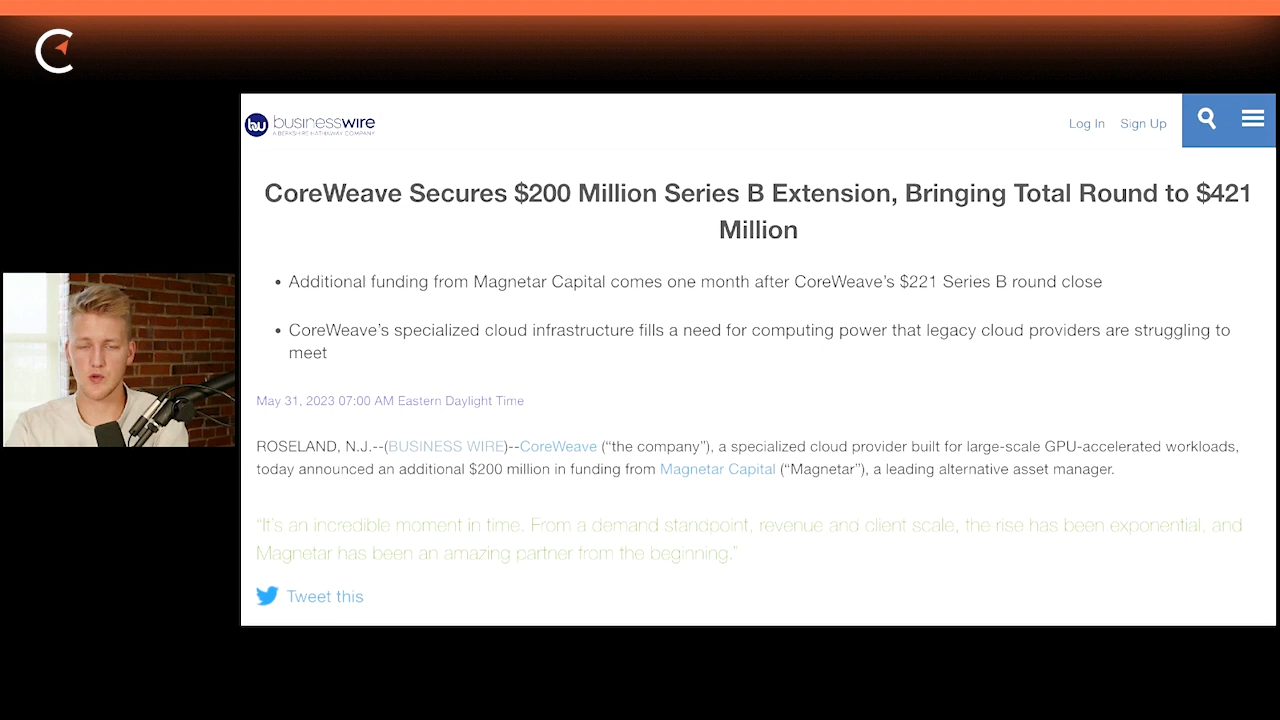 businesswire
A BERKSHIRE HATHAWAY COMPANY
Log In Sign Up
CoreWeave Secures $200 Million Series B Extension, Bringing Total Round to $421
Million
• Additional funding from Magnetar Capital comes one month after CoreWeave’s $221 Series B round close
• CoreWeave’s specialized cloud infrastructure fills a need for computing power that legacy cloud providers are struggling to
meet
May 31, 2023 07:00 AM Eastern Daylight Time
ROSELAND, N.J.--(BUSINESS WIRE)--CoreWeave (“the company”), a specialized cloud provider built for large-scale GPU-accelerated workloads,
today announced an additional $200 million in funding from Magnetar Capital (“Magnetar”), a leading alternative asset manager.
“It’s an incredible moment in time. From a demand standpoint, revenue and client scale, the rise has been exponential, and
Magnetar has been an amazing partner from the beginning.”
Tweet this